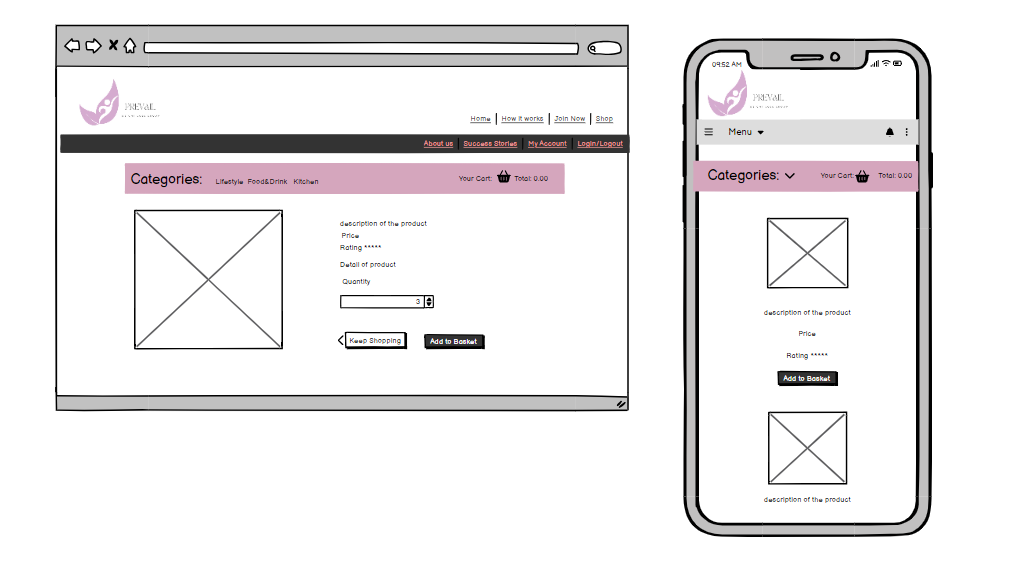 PREVAIL
Home | How it works | Join Now | Shop
About us | Success Stories | My Account | Login/Logout
Categories: Lifestyle Food&Drink Kitchen Your Cart: Total: 0.00
description of the product
Price
Rating *****
Detail of product
Quantity
3
Keep Shopping Add to Basket
09:52 AM
PREVAIL
Menu
Categories: Your Cart: Total: 0.00
description of the product
Price
Rating *****
Add to Basket
description of the product